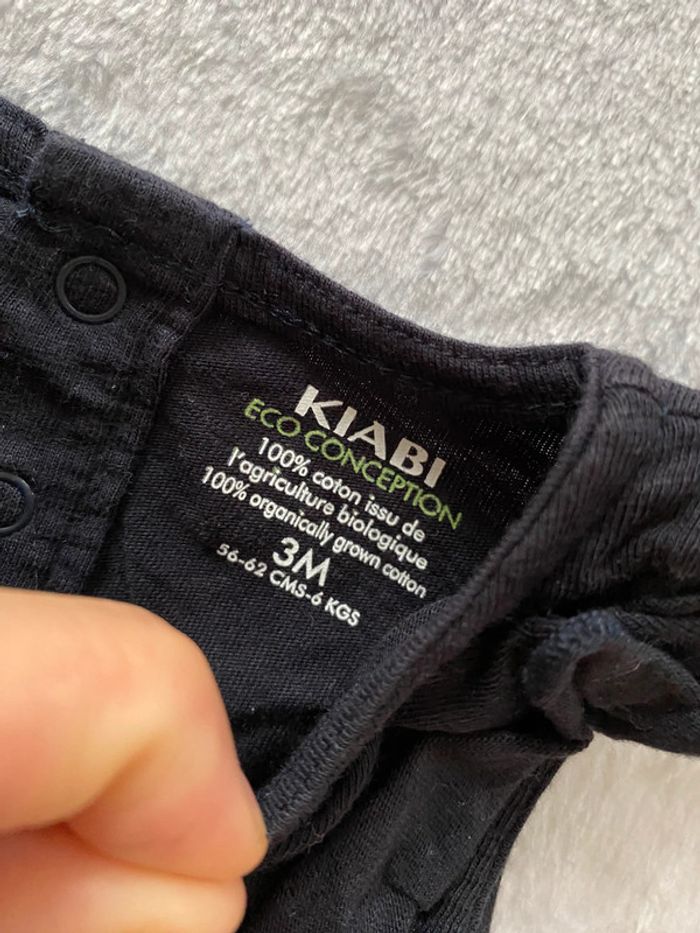 KIABI
ECO CONCEPTION
100% coton issu de
l'agriculture biologique
100% organically grown cotton
3M
56-62 CMS-6 KGS